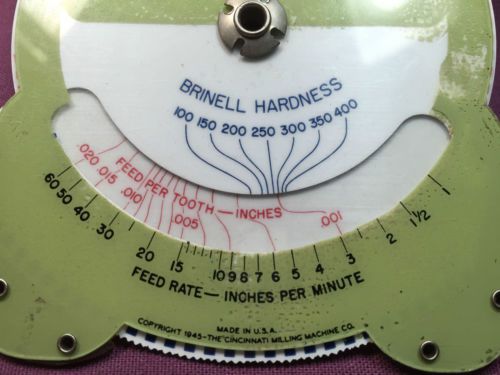 BRINELL HARDNESS
100 150 200 250 300 350 400
FEED PER TOOTH — INCHES
.020 .015 .010 .005 .001
60 50 40 30 20 15 10 9 8 7 6 5 4 3 2 1½ 1
FEED RATE — INCHES PER MINUTE
MADE IN U.S.A.
COPYRIGHT 1945 - THE CINCINNATI MILLING MACHINE CO.